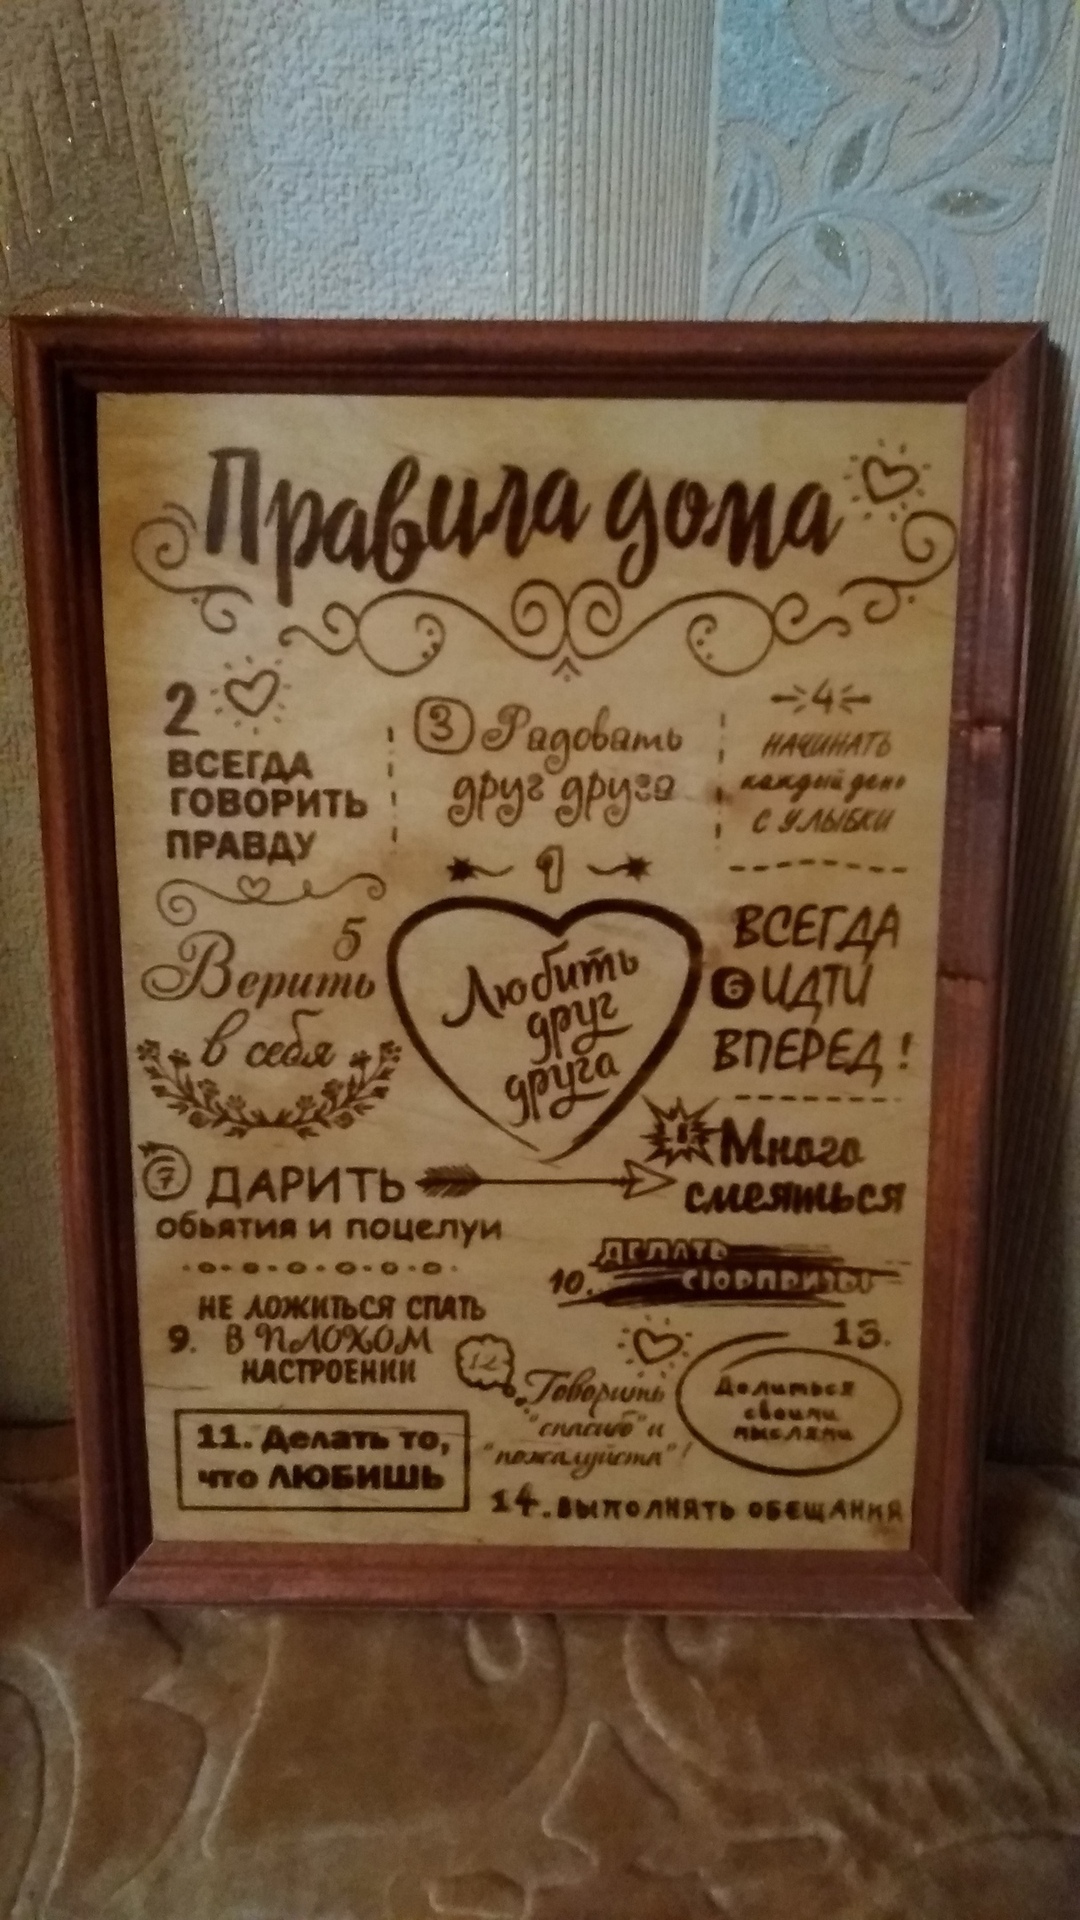 Правила дома
2
ВСЕГДА
ГОВОРИТЬ
ПРАВДУ
3 Радовать
друг друга
4
НАЧИНАТЬ
каждый день
С УЛЫБКИ
1
Любить
друг
друга
5
Верить
в себя
ВСЕГДА
6 ИДТИ
ВПЕРЕД!
7 ДАРИТЬ
обьятия и поцелуи
8 Много
смеяться
НЕ ЛОЖИТЬСЯ СПАТЬ
9. В ПЛОХОМ
НАСТРОЕНИИ
ДЕЛАТЬ
10. СЮРПРИЗЫ
11. Делать то,
что ЛЮБИШЬ
12
Говорить
"спасибо" и
"пожалуйста"!
13.
Делиться
своими
мыслями
14. ВЫПОЛНЯТЬ ОБЕЩАНИЯ